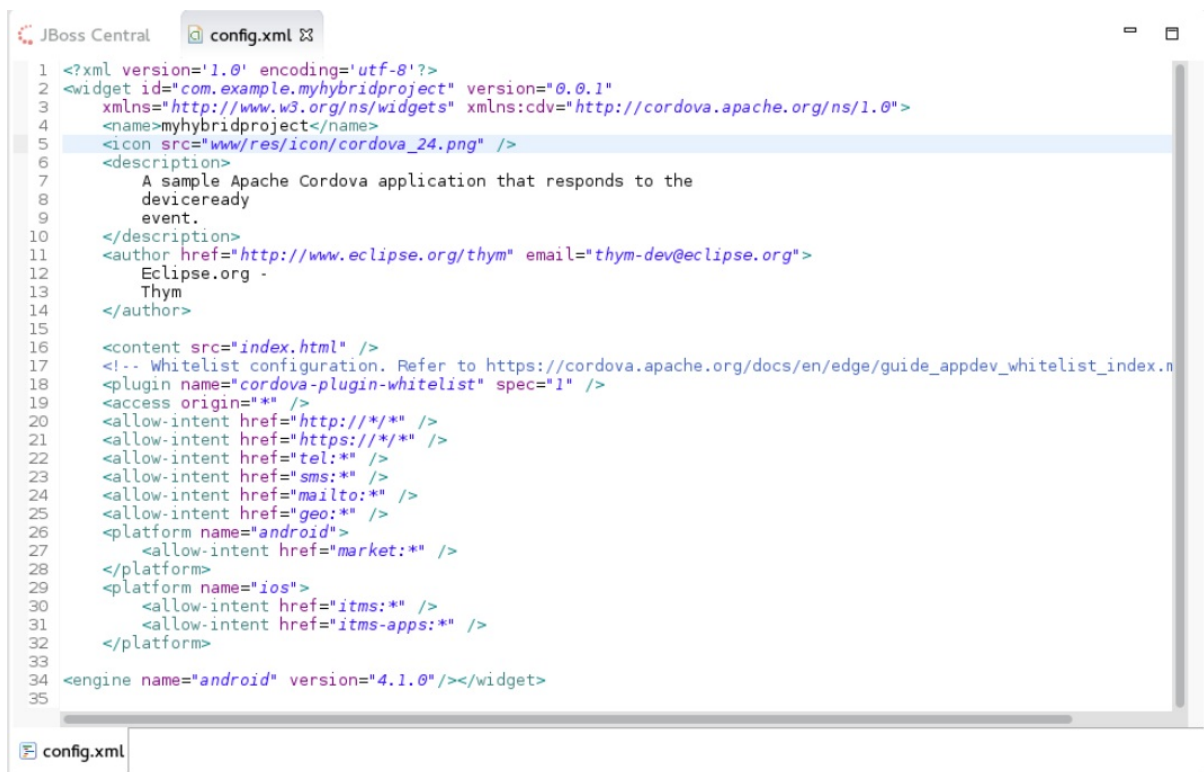 JBoss Central config.xml
1 <?xml version='1.0' encoding='utf-8'?>
2 <widget id="com.example.myhybridproject" version="0.0.1"
3 xmlns="http://www.w3.org/ns/widgets" xmlns:cdv="http://cordova.apache.org/ns/1.0">
4 <name>myhybridproject</name>
5 <icon src="www/res/icon/cordova_24.png" />
6 <description>
7 A sample Apache Cordova application that responds to the
8 deviceready
9 event.
10 </description>
11 <author href="http://www.eclipse.org/thym" email="thym-dev@eclipse.org">
12 Eclipse.org -
13 Thym
14 </author>
15
16 <content src="index.html" />
17 <!-- Whitelist configuration. Refer to https://cordova.apache.org/docs/en/edge/guide_appdev_whitelist_index.m
18 <plugin name="cordova-plugin-whitelist" spec="1" />
19 <access origin="*" />
20 <allow-intent href="http://*/*" />
21 <allow-intent href="https://*/*" />
22 <allow-intent href="tel:*" />
23 <allow-intent href="sms:*" />
24 <allow-intent href="mailto:*" />
25 <allow-intent href="geo:*" />
26 <platform name="android">
27 <allow-intent href="market:*" />
28 </platform>
29 <platform name="ios">
30 <allow-intent href="itms:*" />
31 <allow-intent href="itms-apps:*" />
32 </platform>
33
34 <engine name="android" version="4.1.0"/></widget>
35
config.xml